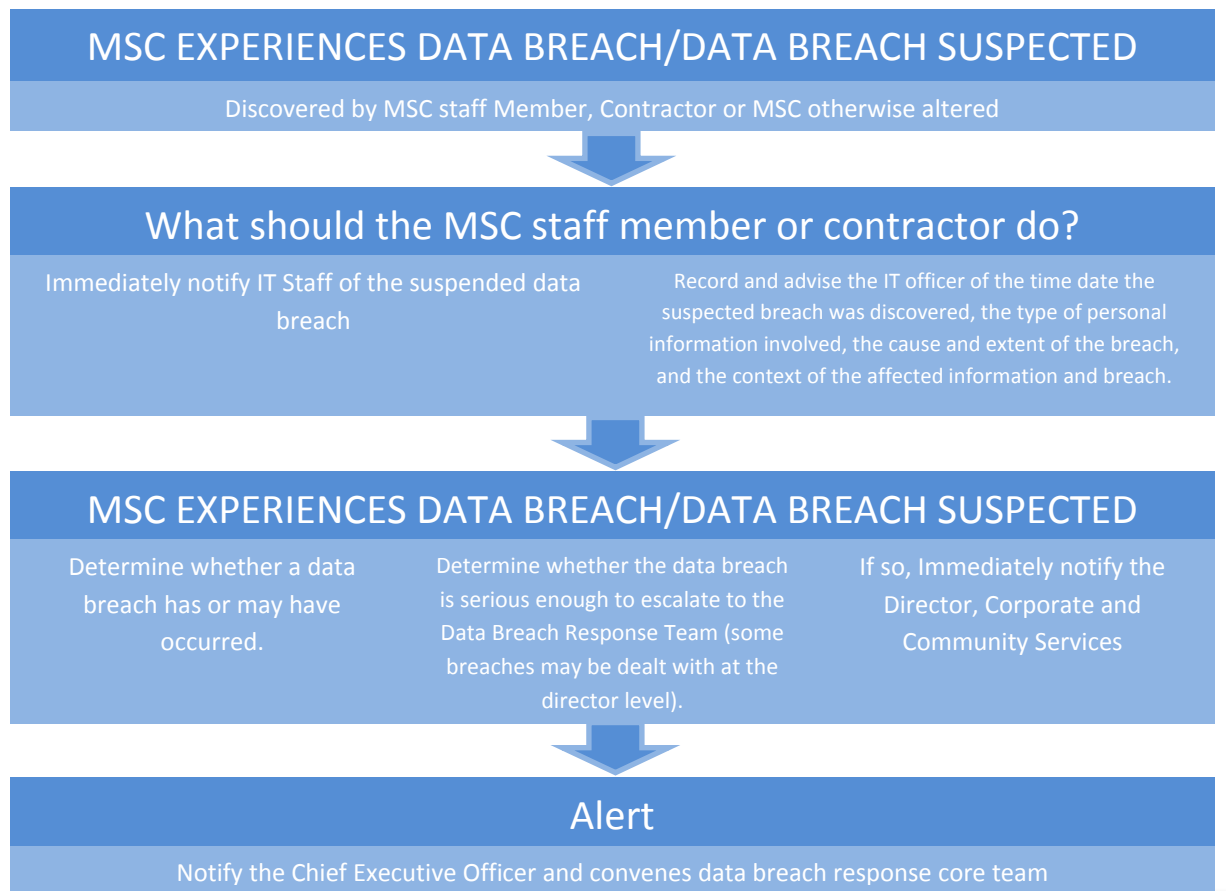 MSC EXPERIENCES DATA BREACH/DATA BREACH SUSPECTED
Discovered by MSC staff Member, Contractor or MSC otherwise altered
What should the MSC staff member or contractor do?
Immediately notify IT Staff of the suspended data
breach
Record and advise the IT officer of the time date the
suspected breach was discovered, the type of personal
information involved, the cause and extent of the breach,
and the context of the affected information and breach.
MSC EXPERIENCES DATA BREACH/DATA BREACH SUSPECTED
Determine whether a data
breach has or may have
occurred.
Determine whether the data breach
is serious enough to escalate to the
Data Breach Response Team (some
breaches may be dealt with at the
director level).
If so, Immediately notify the
Director, Corporate and
Community Services
Alert
Notify the Chief Executive Officer and convenes data breach response core team